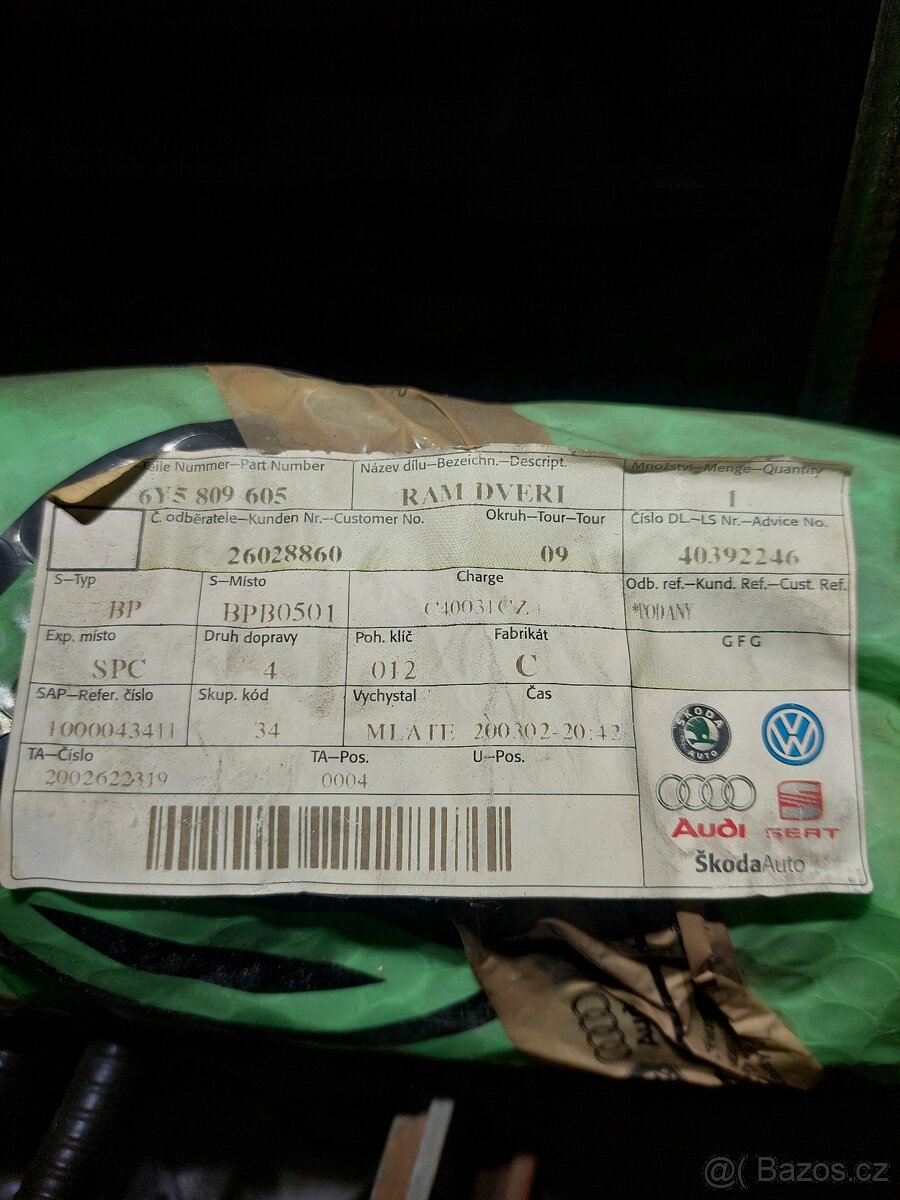 Teile Nummer–Part Number
Název dílu–Bezeichn.–Descript.
Množství–Menge–Quantity
6Y5 809 605
RAM DVERI
1
Č. odběratele–Kunden Nr.–Customer No.
Okruh–Tour–Tour
Číslo DL.–LS Nr.–Advice No.
26028860
09
40392246
S–Typ
S–Místo
Charge
Odb. ref.–Kund. Ref.–Cust. Ref.
BP
BPB0501
C40031CZ
*PODANY
Exp. místo
Druh dopravy
Poh. klíč
Fabrikát
GFG
SPC
4
012
C
SAP–Refer. číslo
Skup. kód
Vychystal
Čas
1000043411
34
MLATE 200302-20:42
TA–Číslo
TA–Pos.
U–Pos.
2002622319
0004
ŠKODA
AUTO
Audi
SEAT
ŠkodaAuto
Audi
@( Bazos.cz